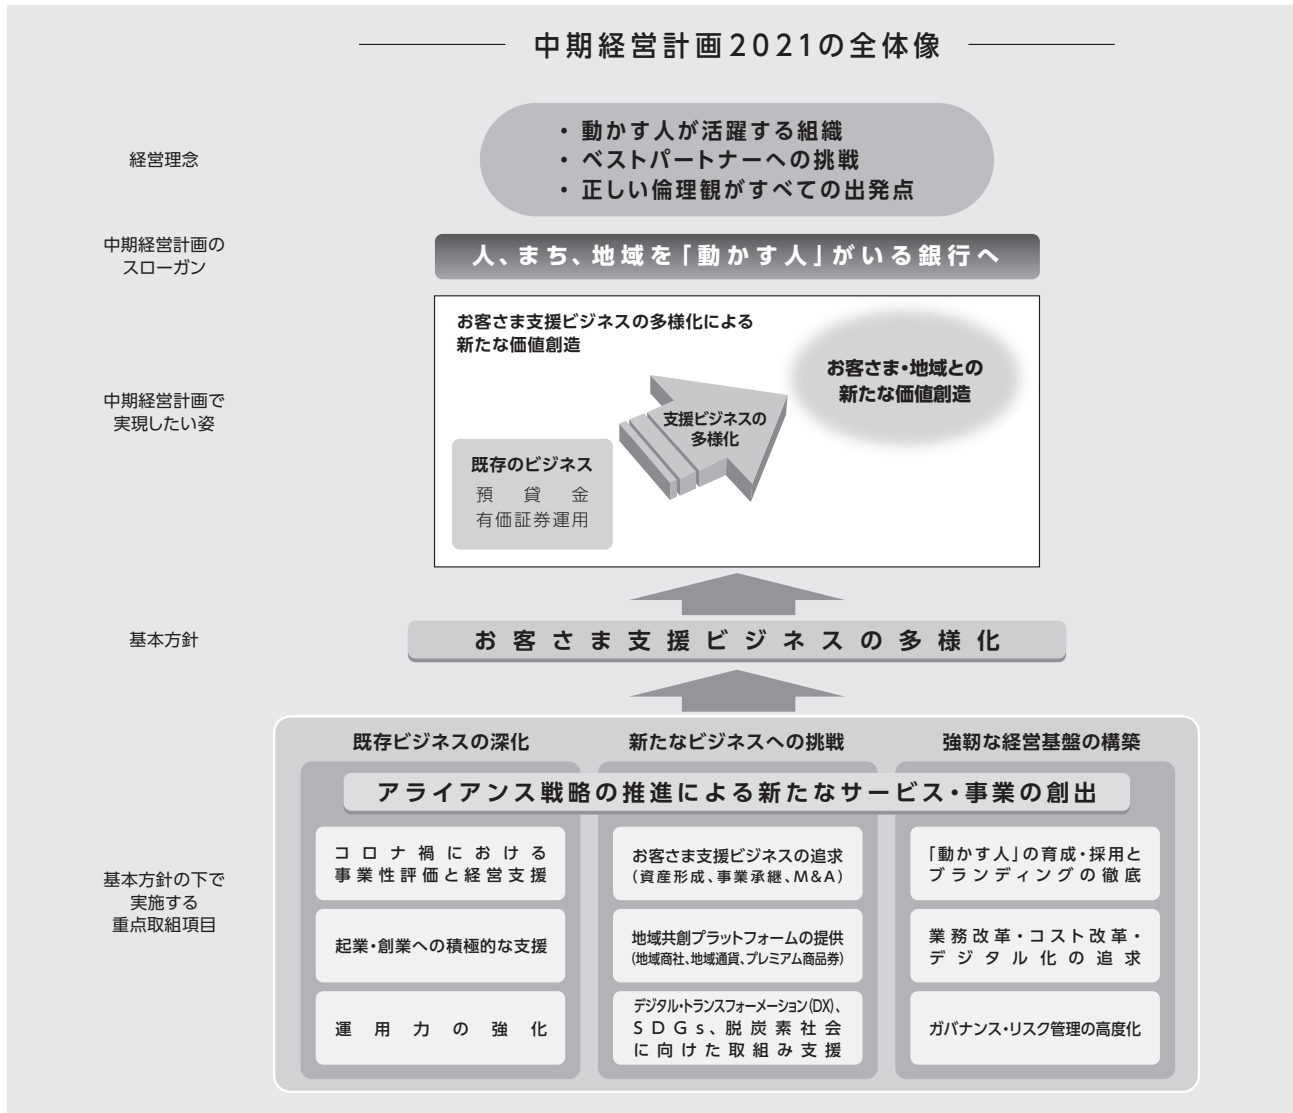 中期経営計画2021の全体像
経営理念
・動かす人が活躍する組織
・ベストパートナーへの挑戦
・正しい倫理観がすべての出発点
中期経営計画の
スローガン
人、まち、地域を「動かす人」がいる銀行へ
中期経営計画で
実現したい姿
お客さま支援ビジネスの多様化による
新たな価値創造
お客さま・地域との
新たな価値創造
支援ビジネスの
多様化
既存のビジネス
預貸金
有価証券運用
基本方針
お客さま支援ビジネスの多様化
基本方針の下で
実施する
重点取組項目
既存ビジネスの深化
新たなビジネスへの挑戦
強靭な経営基盤の構築
アライアンス戦略の推進による新たなサービス・事業の創出
コロナ禍における
事業性評価と経営支援
起業・創業への積極的な支援
運用力の強化
お客さま支援ビジネスの追求
(資産形成、事業承継、M&A)
地域共創プラットフォームの提供
(地域商社、地域通貨、プレミアム商品券)
デジタル・トランスフォーメーション(DX)、
SDGs、脱炭素社会
に向けた取組み支援
「動かす人」の育成・採用と
ブランディングの徹底
業務改革・コスト改革・
デジタル化の追求
ガバナンス・リスク管理の高度化